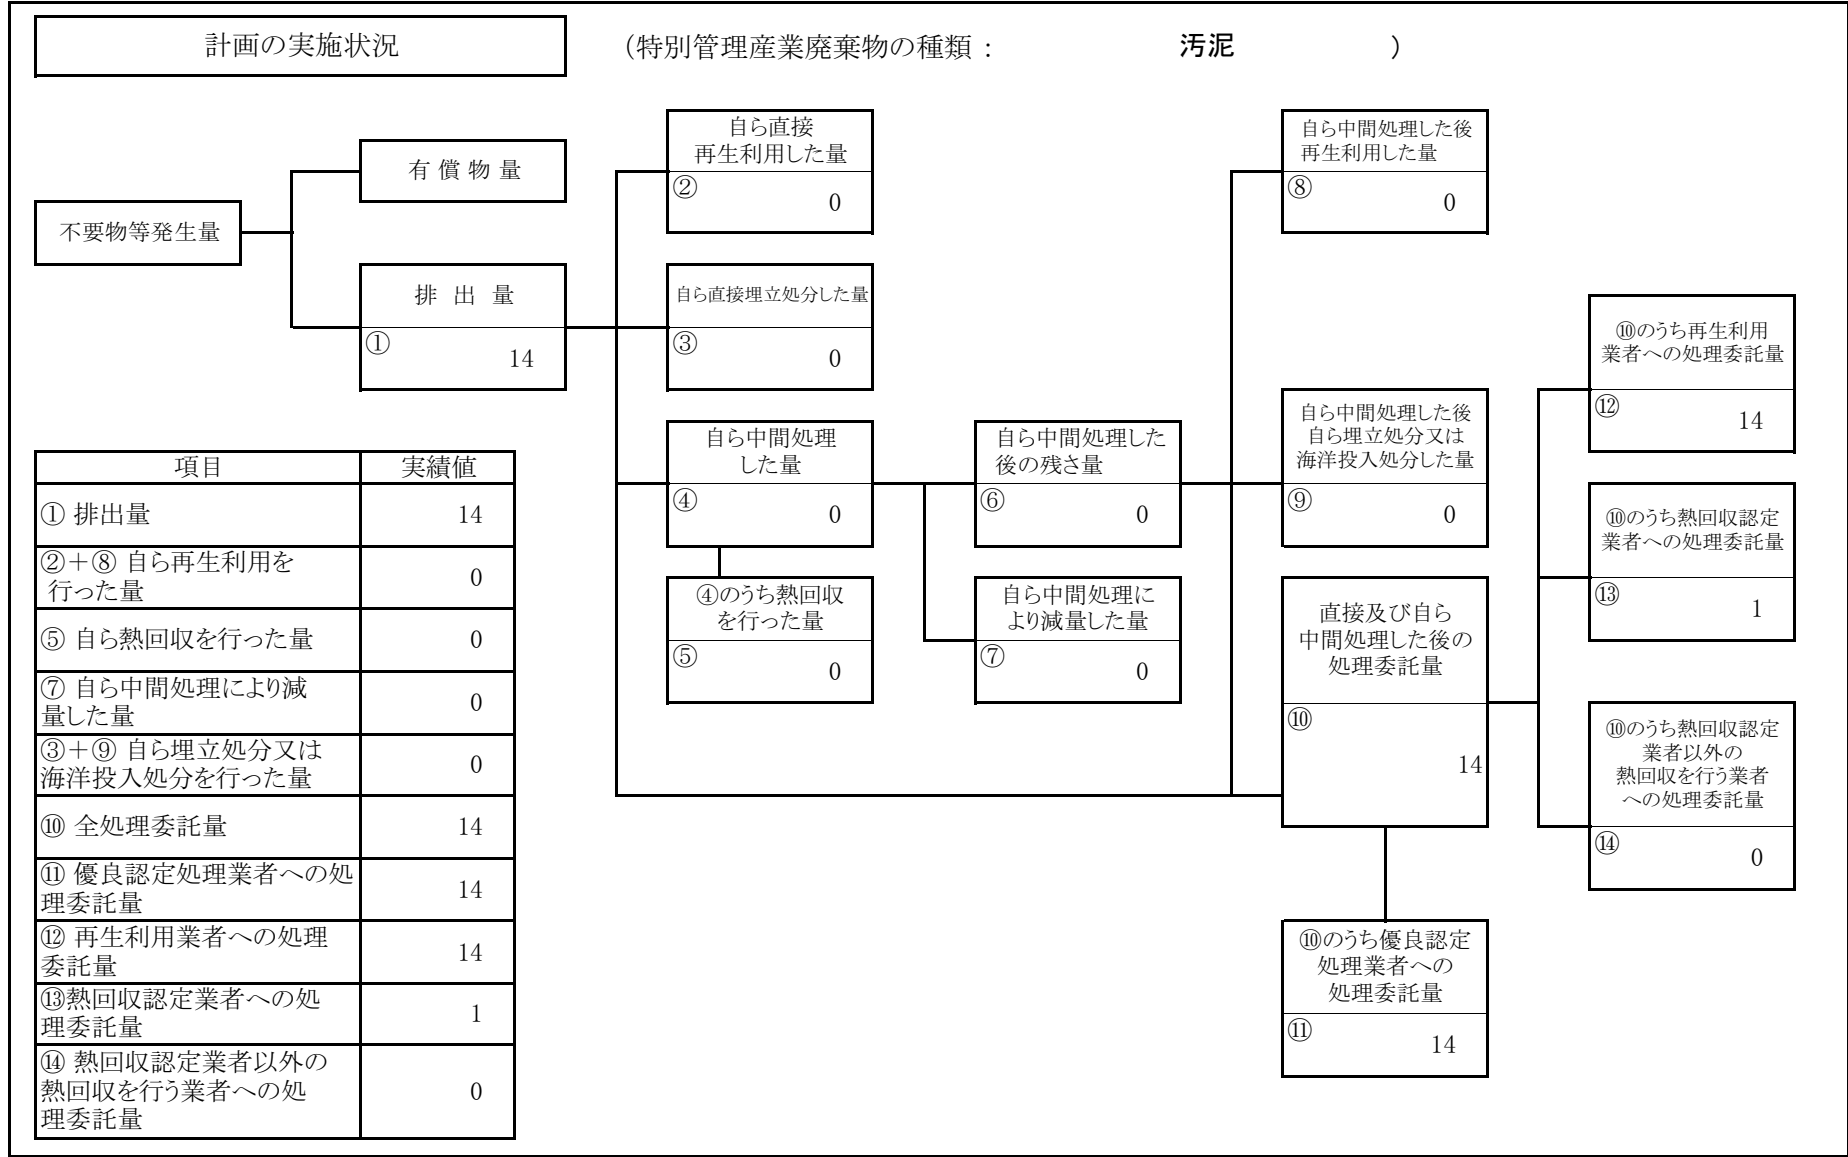 計画の実施状況
（特別管理産業廃棄物の種類： 汚泥 ）
不要物等発生量
有 償 物 量
排 出 量
①
14
自ら直接
再生利用した量
②
0
自ら直接埋立処分した量
③
0
自ら中間処理
した量
④
0
④のうち熱回収
を行った量
⑤
0
自ら中間処理した
後の残さ量
⑥
0
自ら中間処理に
より減量した量
⑦
0
自ら中間処理した後
再生利用した量
⑧
0
自ら中間処理した後
自ら埋立処分又は
海洋投入処分した量
⑨
0
直接及び自ら
中間処理した後の
処理委託量
⑩
14
⑩のうち優良認定
処理業者への
処理委託量
⑪
14
⑩のうち再生利用
業者への処理委託量
⑫
14
⑩のうち熱回収認定
業者への処理委託量
⑬
1
⑩のうち熱回収認定
業者以外の
熱回収を行う業者
への処理委託量
⑭
0
項目 実績値
① 排出量 14
②＋⑧ 自ら再生利用を
行った量 0
⑤ 自ら熱回収を行った量 0
⑦ 自ら中間処理により減
量した量 0
③＋⑨ 自ら埋立処分又は
海洋投入処分を行った量 0
⑩ 全処理委託量 14
⑪ 優良認定処理業者への処
理委託量 14
⑫ 再生利用業者への処理
委託量 14
⑬熱回収認定業者への処
理委託量 1
⑭ 熱回収認定業者以外の
熱回収を行う業者への処
理委託量 0